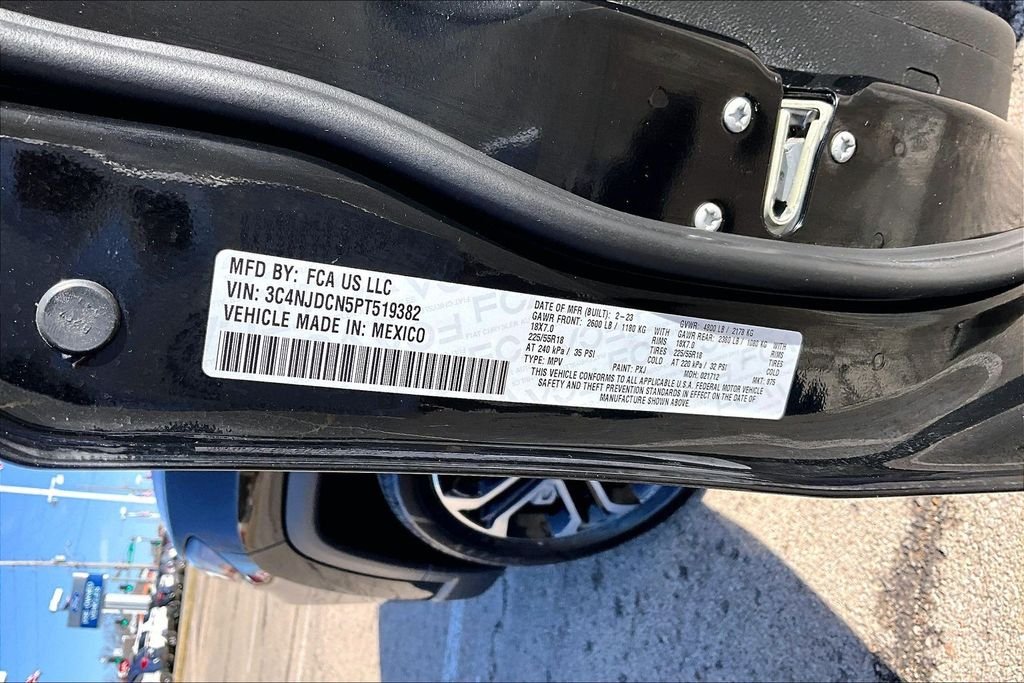 MFD BY: FCA US LLC
VIN: 3C4NJDCN5PT519382
VEHICLE MADE IN: MEXICO
DATE OF MFR (BUILT): 2-23 GVWR: 4800 LB / 2178 KG
GAWR FRONT: 2600 LB / 1180 KG WITH GAWR REAR: 2380 LB / 1080 KG WITH
18X7.0 RIMS 18X7.0 RIMS
225/55R18 TIRES 225/55R18 TIRES
AT 240 kPa / 35 PSI COLD AT 220 kPa / 32 PSI COLD
TYPE: MPV PAINT: PXJ MDH: 021712 MKT: 875
THIS VEHICLE CONFORMS TO ALL APPLICABLE U.S.A. FEDERAL MOTOR VEHICLE
SAFETY AND THEFT PREVENTION STANDARDS IN EFFECT ON THE DATE OF
MANUFACTURE SHOWN ABOVE.